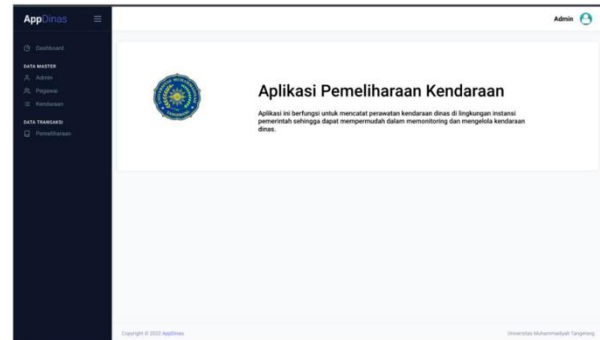 AppDinas
Admin
Dashboard
DATA MASTER
Admin
Pegawai
Kendaraan
DATA TRANSAKSI
Pemeliharaan
Aplikasi Pemeliharaan Kendaraan
Aplikasi ini berfungsi untuk mencatat perawatan kendaraan dinas di lingkungan instansi
pemerintah sehingga dapat mempermudah dalam memonitoring dan mengelola kendaraan
dinas.
Copyright © 2022 AppDinas
Universitas Muhammadiyah Tangerang